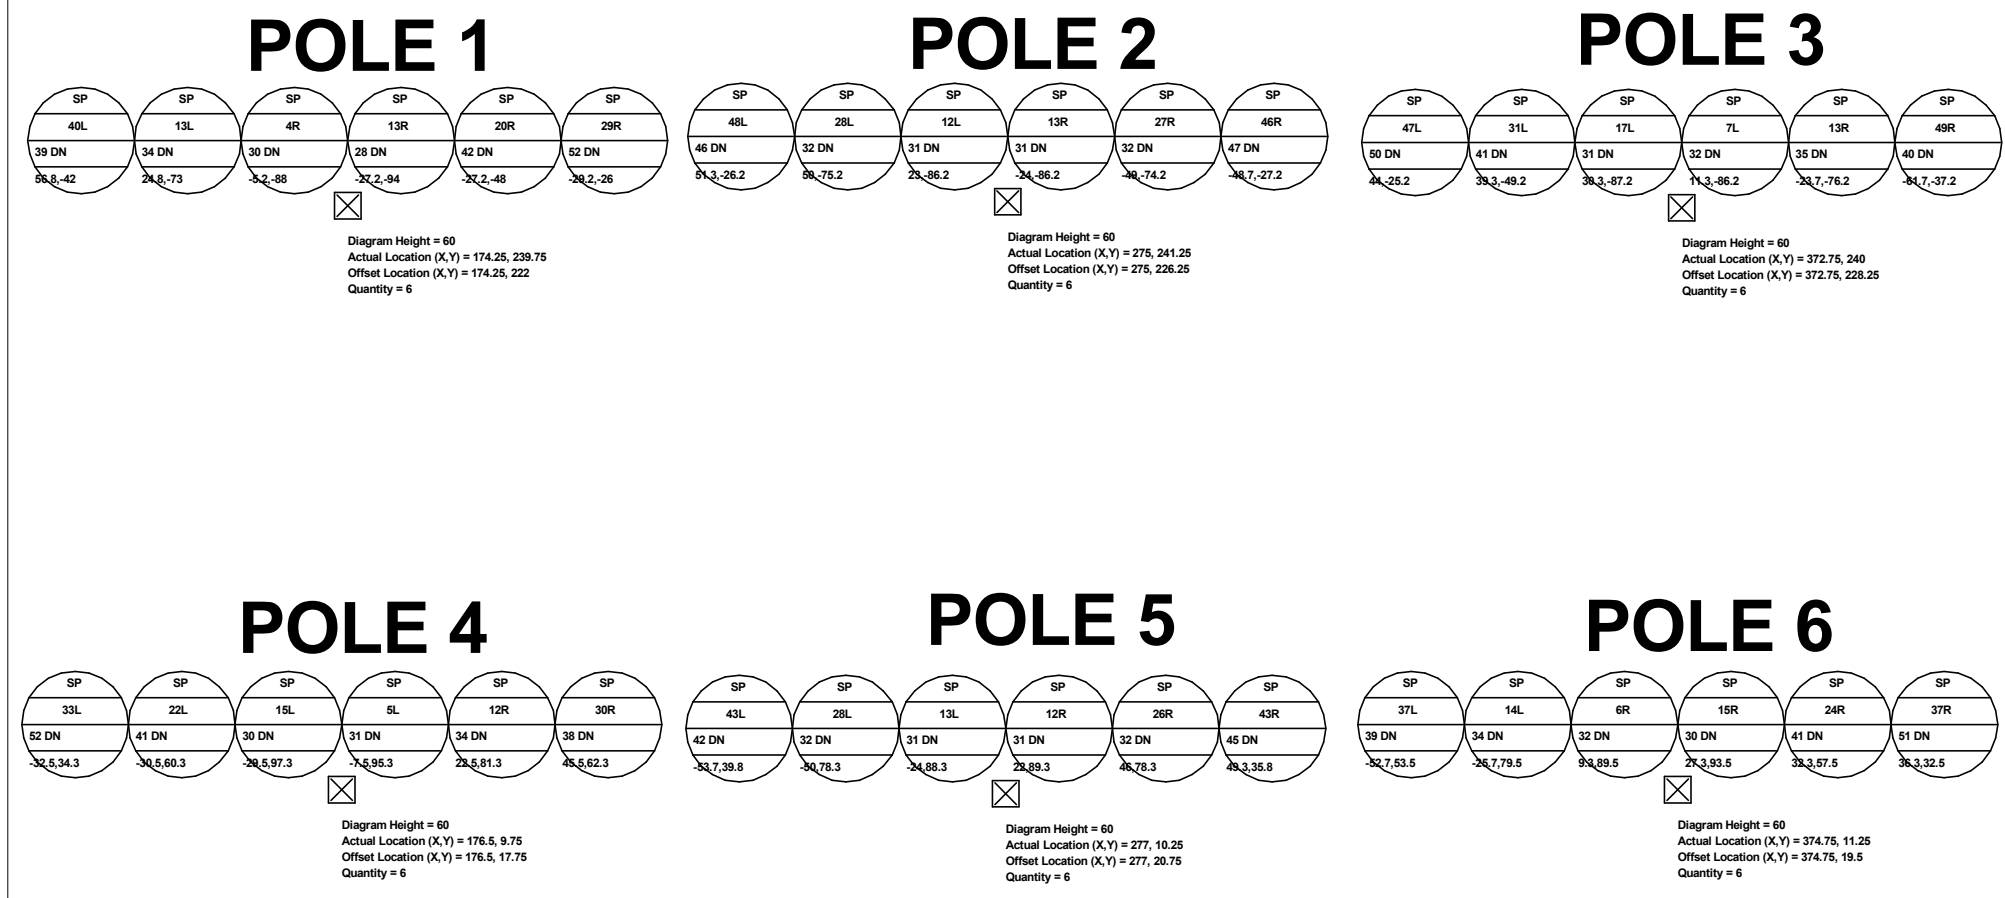 POLE 1
SP SP SP SP SP SP
40L 13L 4R 13R 20R 29R
39 DN 34 DN 30 DN 28 DN 42 DN 52 DN
56.8,-42 24.8,-73 -5.2,-88 -27.2,-94 -27.2,-48 -29.2,-26
Diagram Height = 60
Actual Location (X,Y) = 174.25, 239.75
Offset Location (X,Y) = 174.25, 222
Quantity = 6
POLE 2
SP SP SP SP SP SP
48L 28L 12L 13R 27R 46R
46 DN 32 DN 31 DN 31 DN 32 DN 47 DN
51.3,-26.2 50,-75.2 23,-86.2 -24,-86.2 -49,-74.2 -48.7,-27.2
Diagram Height = 60
Actual Location (X,Y) = 275, 241.25
Offset Location (X,Y) = 275, 226.25
Quantity = 6
POLE 3
SP SP SP SP SP SP
47L 31L 17L 7L 13R 49R
50 DN 41 DN 31 DN 32 DN 35 DN 40 DN
44,-25.2 39.3,-49.2 30.3,-87.2 11.3,-86.2 -23.7,-76.2 -61.7,-37.2
Diagram Height = 60
Actual Location (X,Y) = 372.75, 240
Offset Location (X,Y) = 372.75, 228.25
Quantity = 6
POLE 4
SP SP SP SP SP SP
33L 22L 15L 5L 12R 30R
52 DN 41 DN 30 DN 31 DN 34 DN 38 DN
-32.5,34.3 -30.5,60.3 -29.5,97.3 -7.5,95.3 22.5,81.3 45.5,62.3
Diagram Height = 60
Actual Location (X,Y) = 176.5, 9.75
Offset Location (X,Y) = 176.5, 17.75
Quantity = 6
POLE 5
SP SP SP SP SP SP
43L 28L 13L 12R 26R 43R
42 DN 32 DN 31 DN 31 DN 32 DN 45 DN
-53.7,39.8 -50,78.3 -24,88.3 22,89.3 46,78.3 49.3,35.8
Diagram Height = 60
Actual Location (X,Y) = 277, 10.25
Offset Location (X,Y) = 277, 20.75
Quantity = 6
POLE 6
SP SP SP SP SP SP
37L 14L 6R 15R 24R 37R
39 DN 34 DN 32 DN 30 DN 41 DN 51 DN
-52.7,53.5 -25.7,79.5 9.3,89.5 27.3,93.5 32.3,57.5 36.3,32.5
Diagram Height = 60
Actual Location (X,Y) = 374.75, 11.25
Offset Location (X,Y) = 374.75, 19.5
Quantity = 6